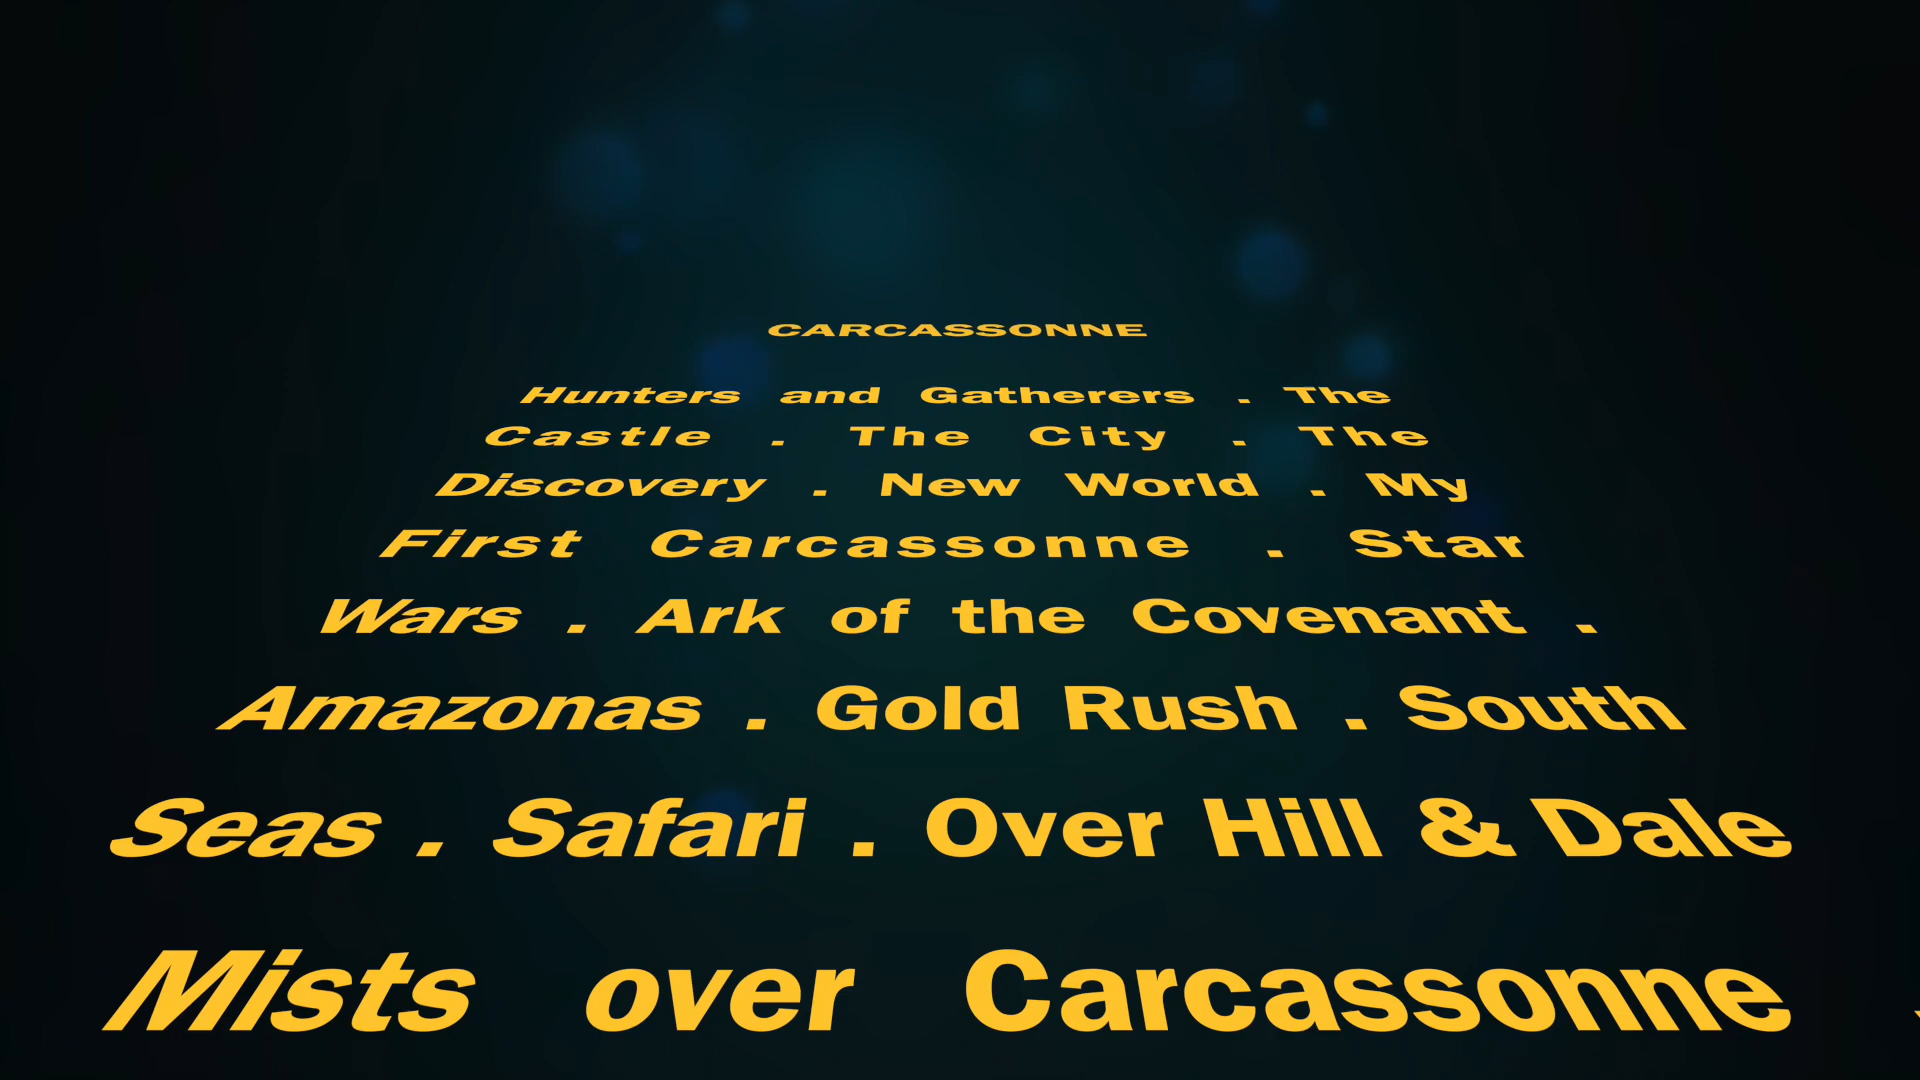 CARCASSONNE
Hunters and Gatherers . The
Castle . The City . The
Discovery . New World . My
First Carcassonne . Star
Wars . Ark of the Covenant .
Amazonas . Gold Rush . South
Seas . Safari . Over Hill & Dale
Mists over Carcassonne